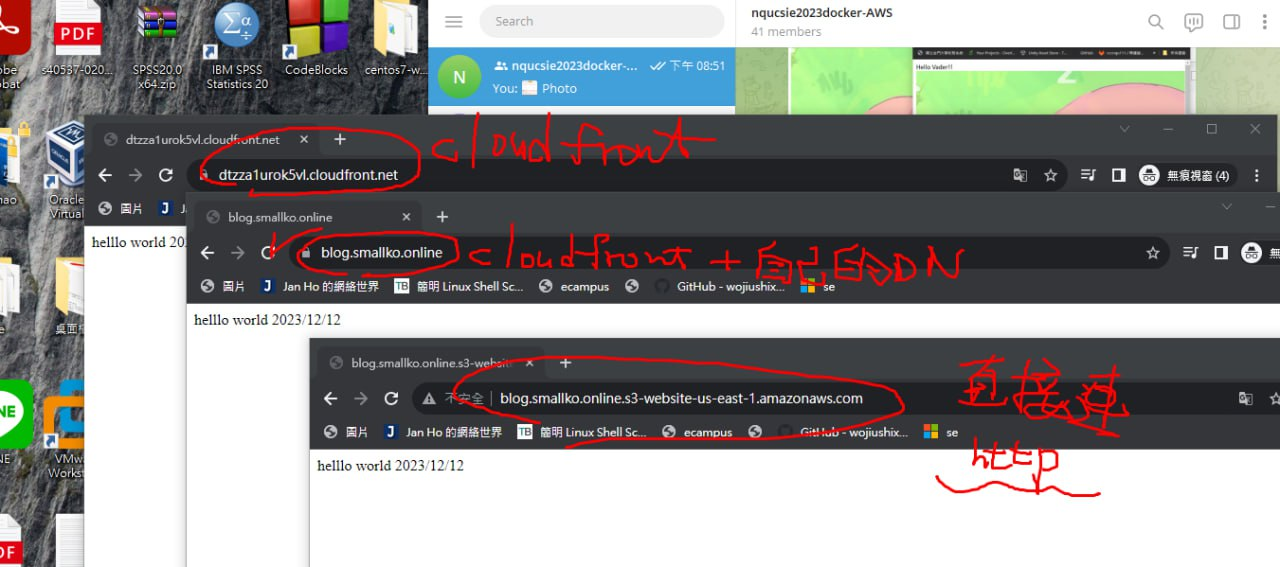 PDF
obe
obat
s40537-020...
SPSS20.0
x64.zip
IBM SPSS
Statistics 20
CodeBlocks
centos7-w...
Search
N
nqucsie2023docker-...
下午 08:51
You: Photo
nqucsie2023docker-AWS
41 members
Hello Vader!!!
dtzza1urok5vl.cloudfront.net
cloudfront
dtzza1urok5vl.cloudfront.net
無痕視窗 (4)
圖片
J
helllo world 20
hao
Oracle
Virtual
blog.smallko.online
blog.smallko.online
cloudfront + 自己的DN
無
圖片
J Jan Ho 的網絡世界
TB 簡明 Linux Shell Sc...
ecampus
GitHub - wojiushix...
se
helllo world 2023/12/12
桌面
blog.smallko.online.s3-websit
不安全
blog.smallko.online.s3-website-us-east-1.amazonaws.com
直接連
http
圖片
J Jan Ho 的網絡世界
TB 簡明 Linux Shell Sc...
ecampus
GitHub - wojiushix...
se
helllo world 2023/12/12
LINE
NE
VMw
Works
PDF